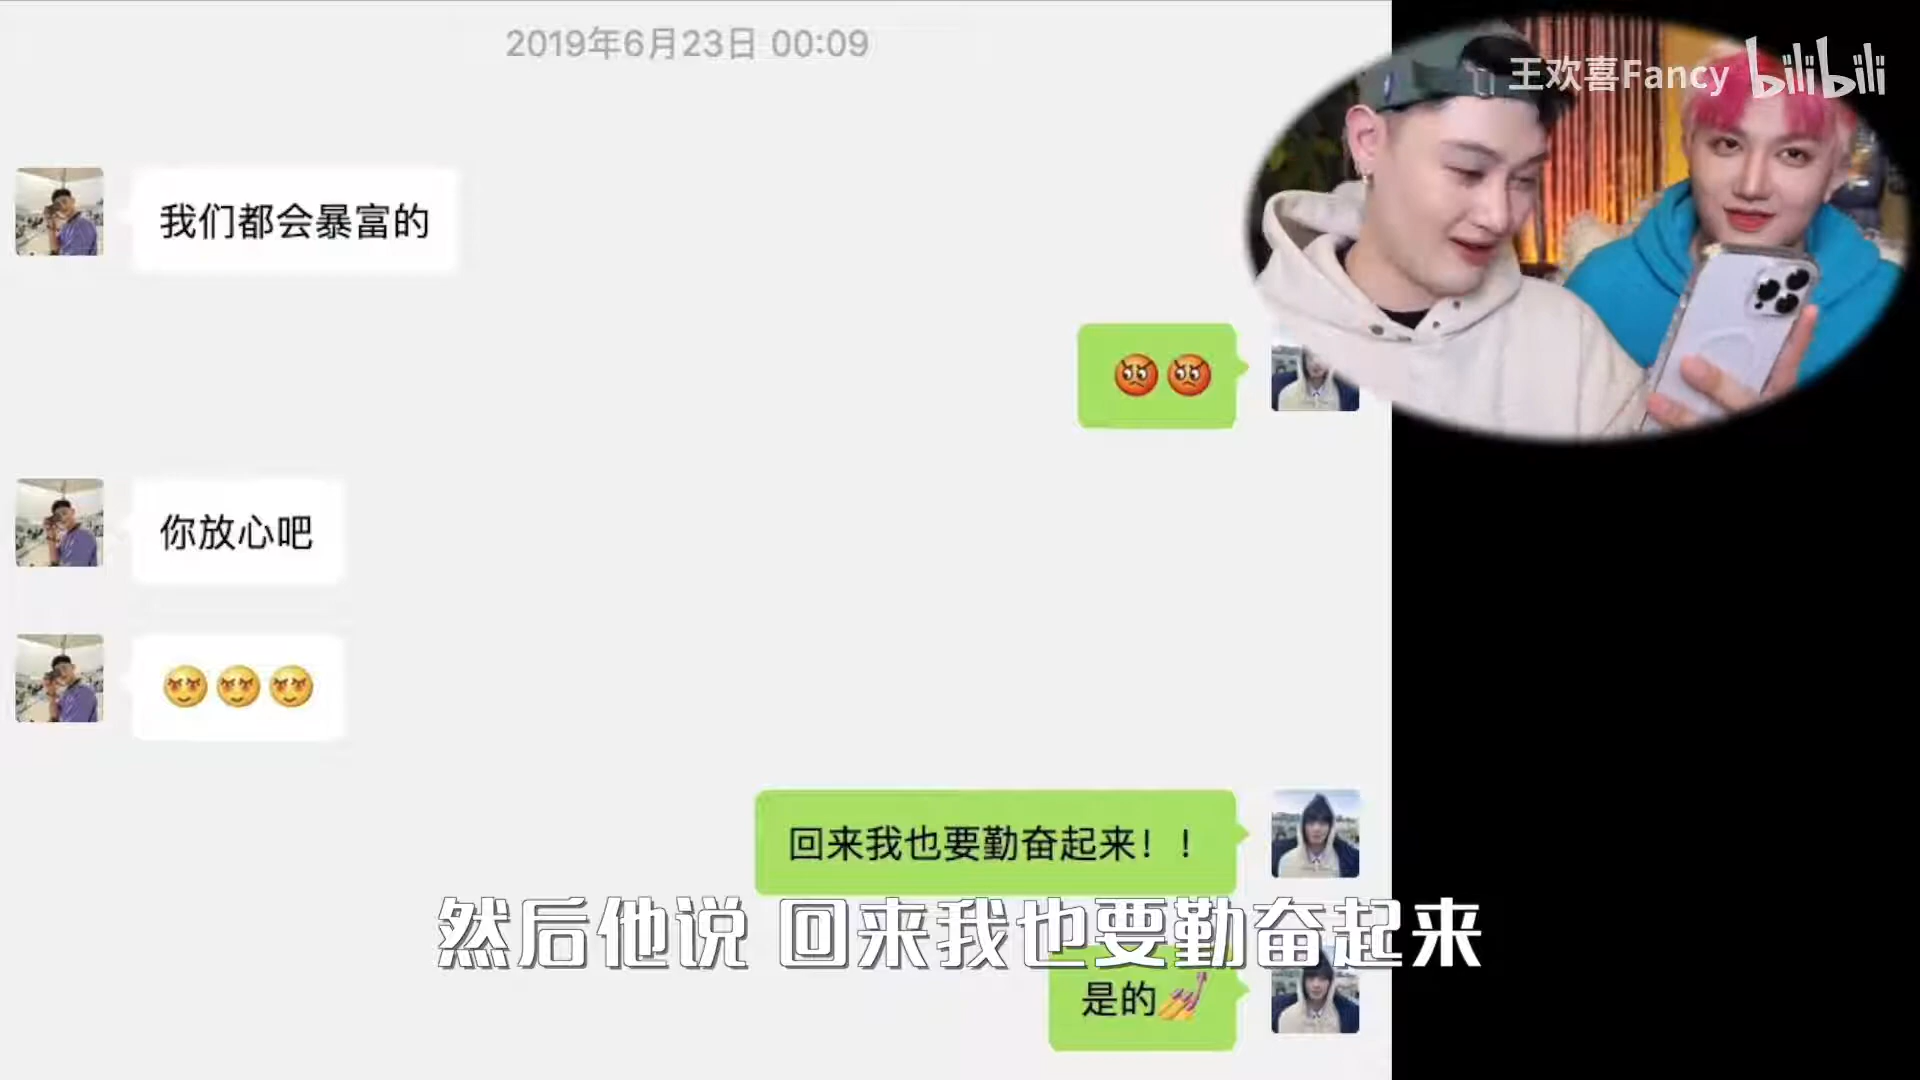 2019年6月23日 00:09
王欢喜Fancy bilibili
我们都会暴富的
你放心吧
回来我也要勤奋起来！！
然后他说 回来我也要勤奋起来
是的